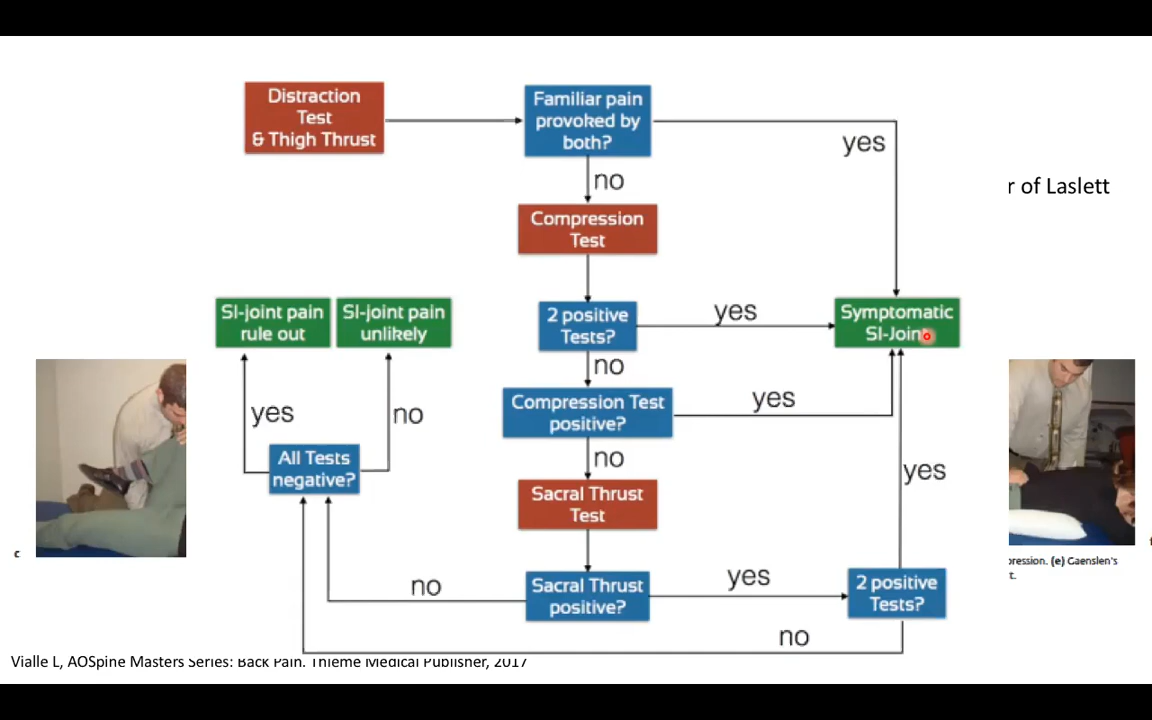 Distraction
Test
& Thigh Thrust
Familiar pain
provoked by
both?
yes
no
r of Laslett
Compression
Test
SI-joint pain
rule out
SI-joint pain
unlikely
2 positive
Tests?
yes
Symptomatic
SI-Joint
no
yes
no
Compression Test
positive?
yes
no
All Tests
negative?
yes
Sacral Thrust
Test
c
pression. (e) Gaenslen's
t.
no
Sacral Thrust
positive?
yes
2 positive
Tests?
no
Vialle L, AOSpine Masters Series: Back Pain. Thieme Medical Publisher, 2017